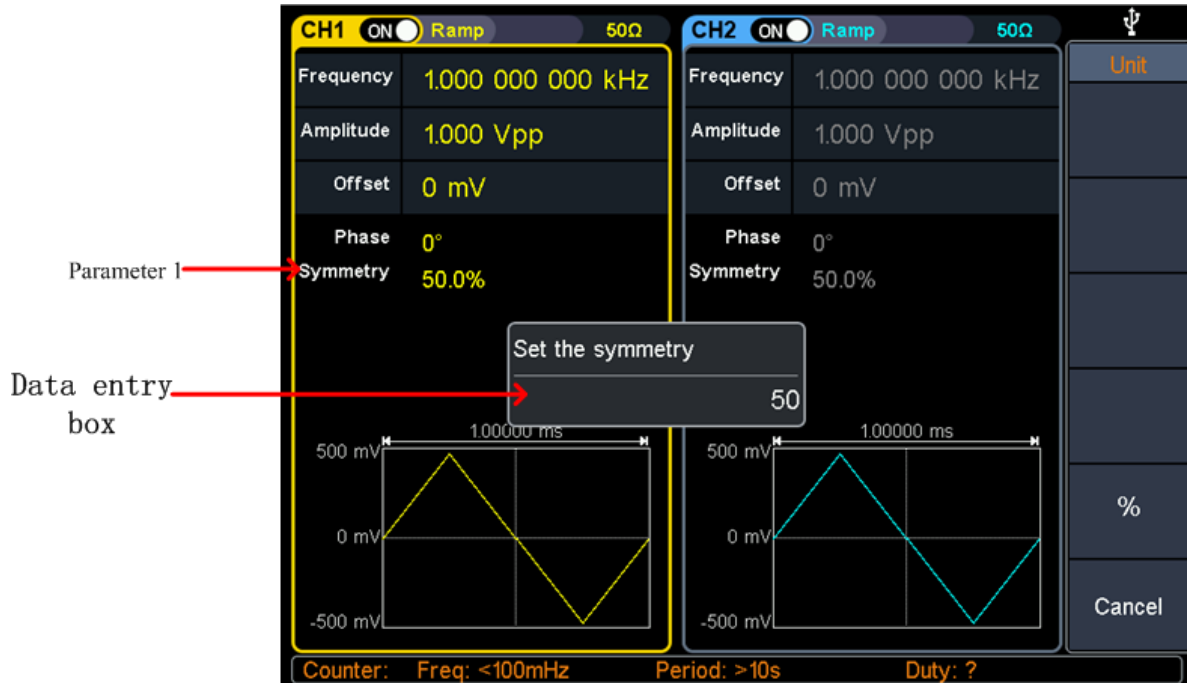 CH1 ON Ramp 50Ω
CH2 ON Ramp 50Ω
Unit
Frequency 1.000 000 000 kHz
Frequency 1.000 000 000 kHz
Amplitude 1.000 Vpp
Amplitude 1.000 Vpp
Offset 0 mV
Offset 0 mV
Phase 0°
Phase 0°
Parameter 1
Symmetry 50.0%
Symmetry 50.0%
Set the symmetry
50
Data entry
box
1.00000 ms
1.00000 ms
500 mV
500 mV
0 mV
0 mV
-500 mV
-500 mV
%
Cancel
Counter: Freq: <100mHz Period: >10s Duty: ?